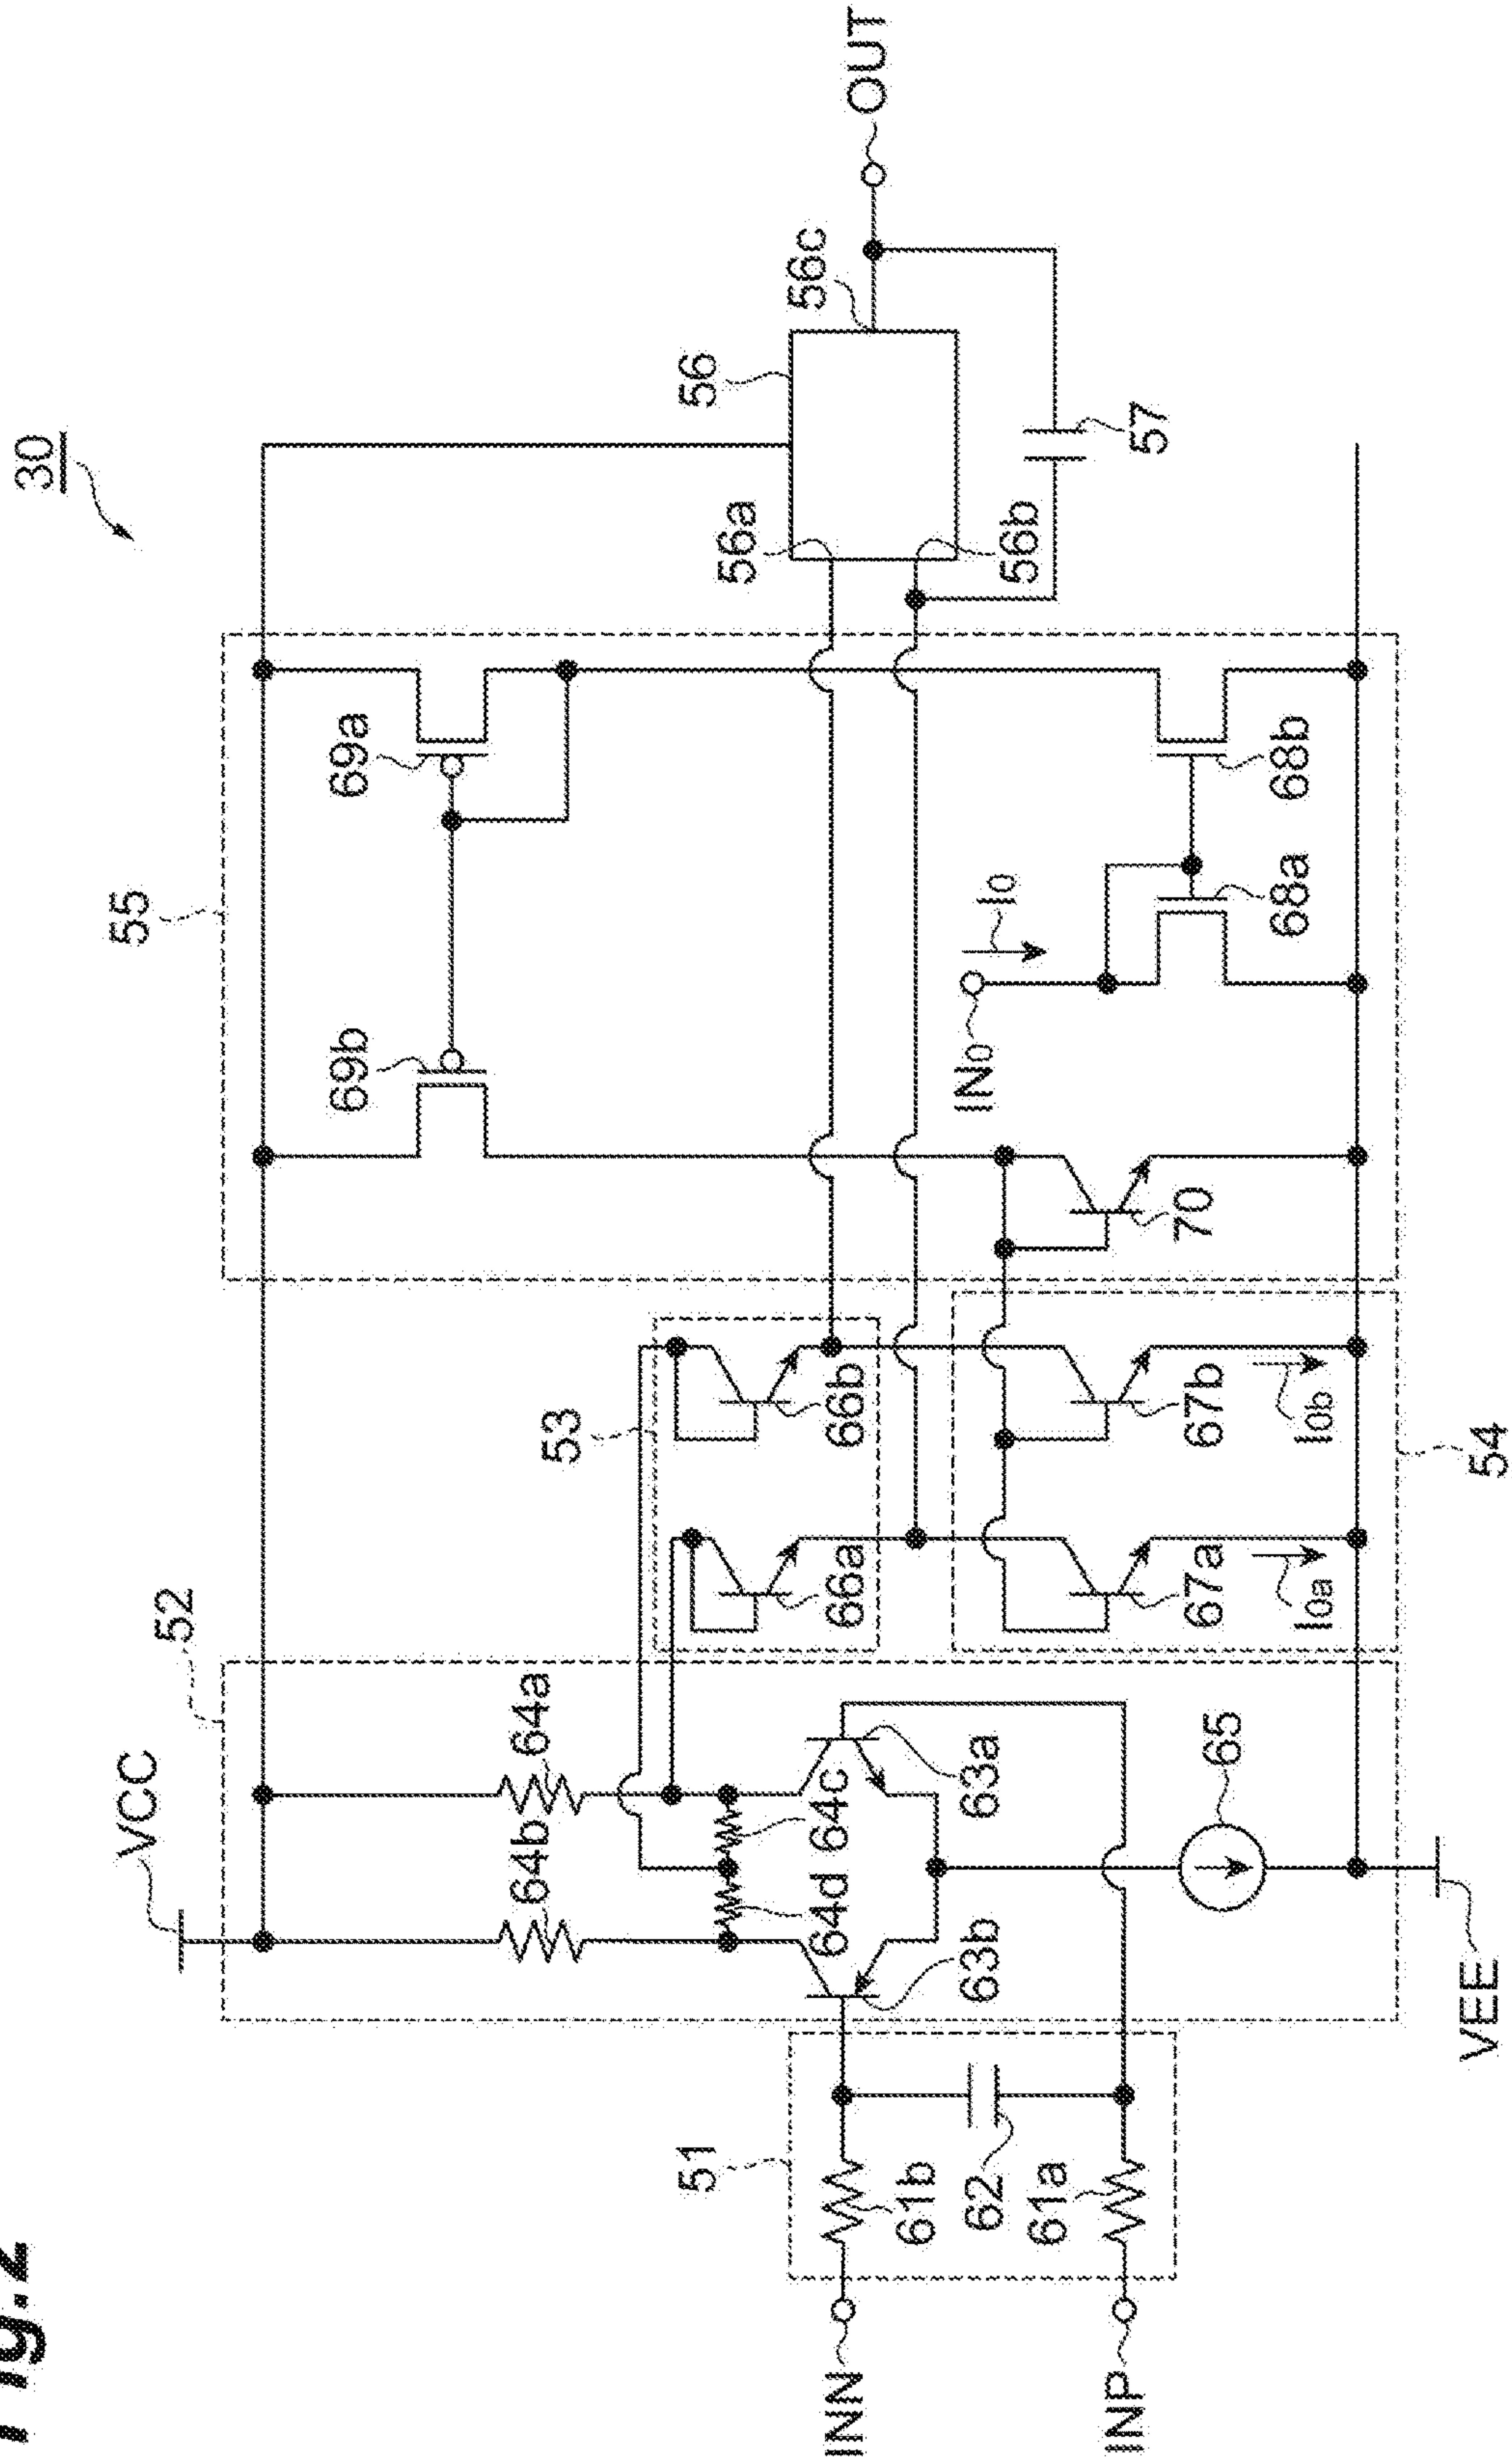 Fig.2
30
VCC
52
55
64b
64a
53
69b
69a
51
56
56a
56c
INN
61b
64d
64c
66a
66b
OUT
62
63b
63a
IN0
I0
61a
56b
INP
65
67a
67b
70
68a
68b
57
I0a
I0b
VEE
54